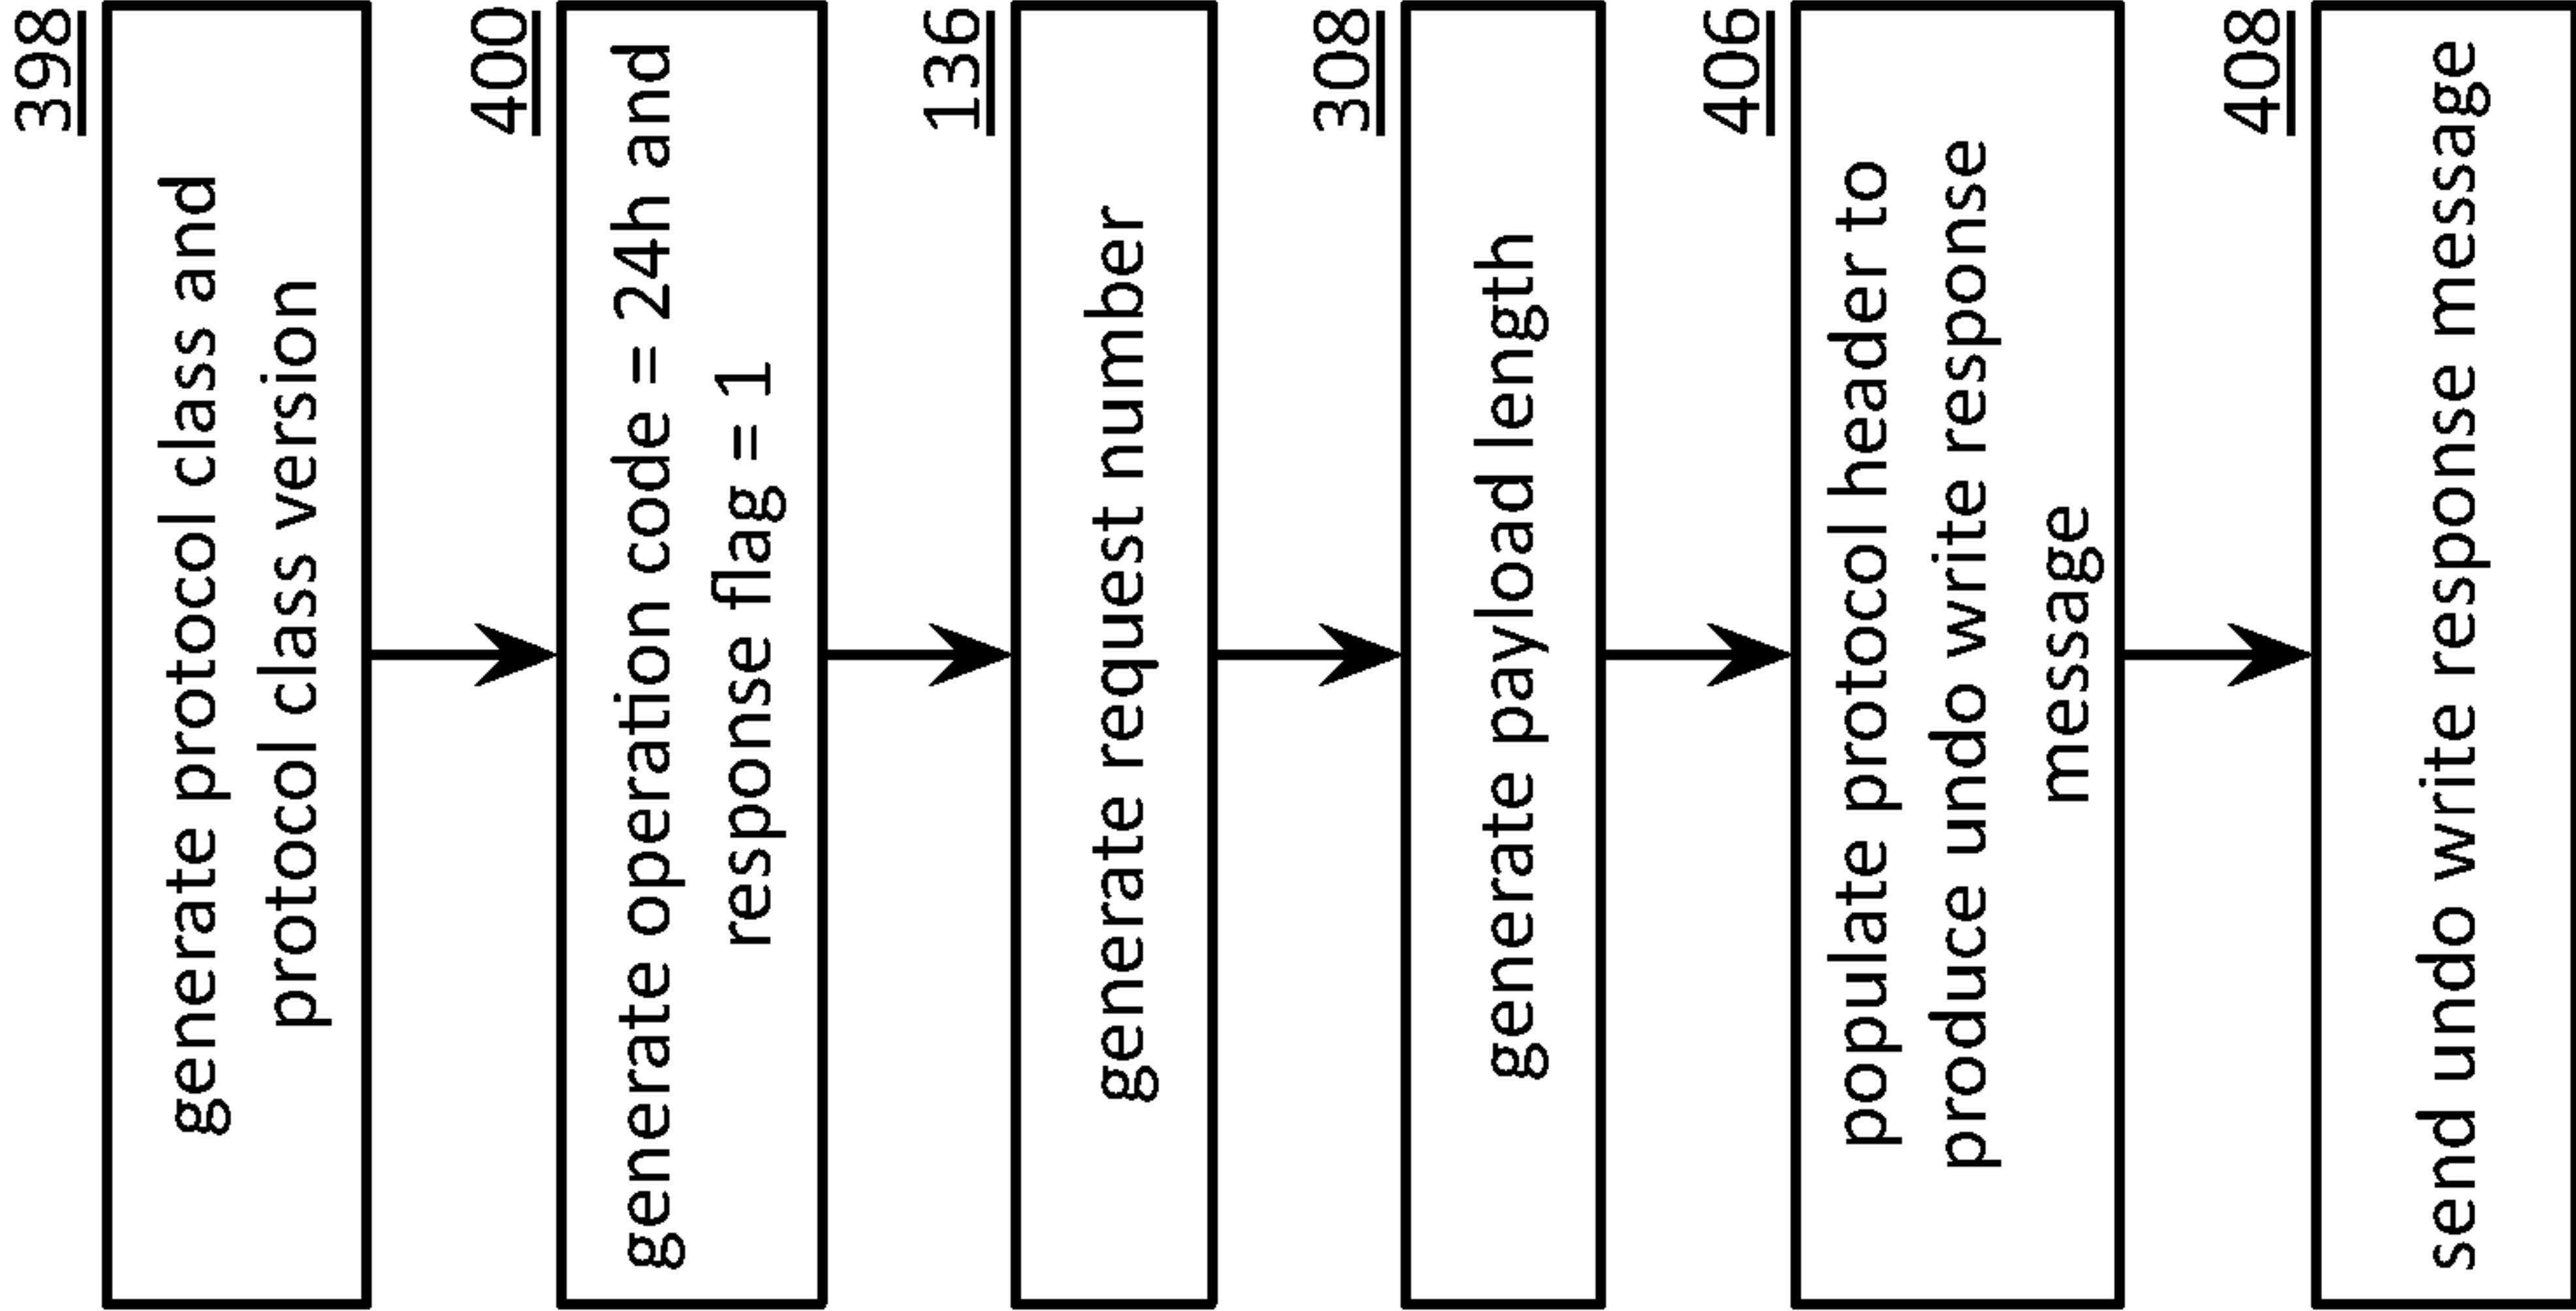 398
generate protocol class and
protocol class version
400
generate operation code = 24h and
response flag = 1
136
generate request number
308
generate payload length
406
populate protocol header to
produce undo write response
message
408
send undo write response message